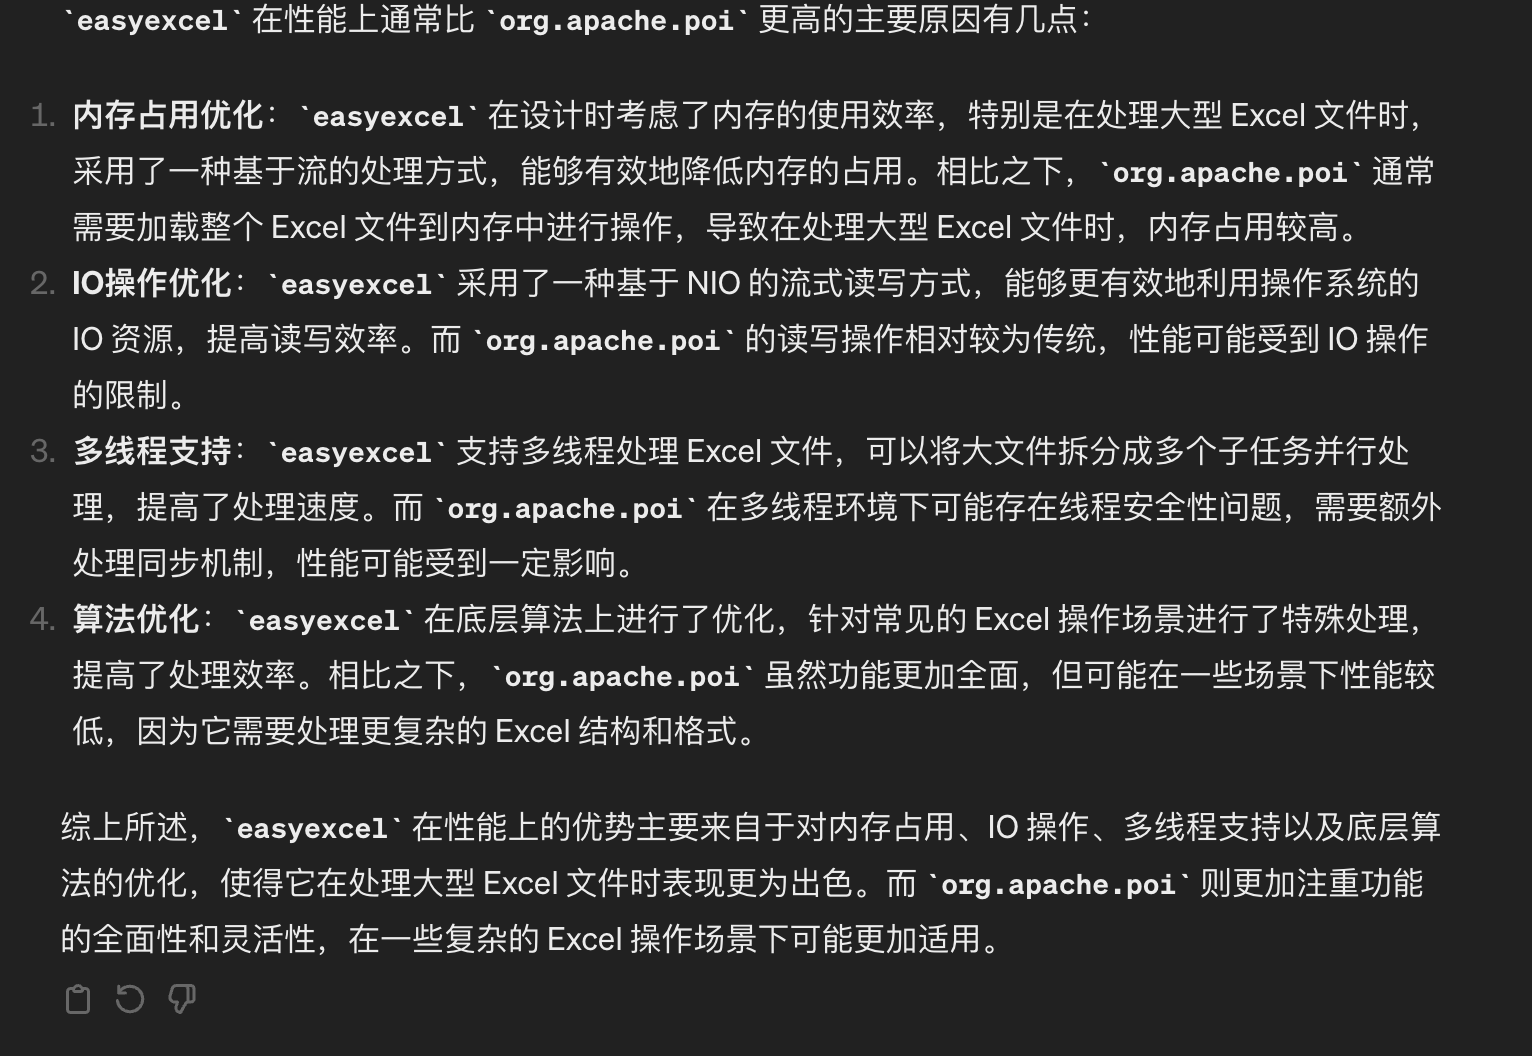 `easyexcel` 在性能上通常比 `org.apache.poi` 更高的主要原因有几点：
1. 内存占用优化： `easyexcel` 在设计时考虑了内存的使用效率，特别是在处理大型 Excel 文件时，
采用了一种基于流的处理方式，能够有效地降低内存的占用。相比之下， `org.apache.poi` 通常
需要加载整个 Excel 文件到内存中进行操作，导致在处理大型 Excel 文件时，内存占用较高。
2. IO操作优化： `easyexcel` 采用了一种基于 NIO 的流式读写方式，能够更有效地利用操作系统的
IO 资源，提高读写效率。而 `org.apache.poi` 的读写操作相对较为传统，性能可能受到 IO 操作
的限制。
3. 多线程支持： `easyexcel` 支持多线程处理 Excel 文件，可以将大文件拆分成多个子任务并行处
理，提高了处理速度。而 `org.apache.poi` 在多线程环境下可能存在线程安全性问题，需要额外
处理同步机制，性能可能受到一定影响。
4. 算法优化： `easyexcel` 在底层算法上进行了优化，针对常见的 Excel 操作场景进行了特殊处理，
提高了处理效率。相比之下， `org.apache.poi` 虽然功能更加全面，但可能在一些场景下性能较
低，因为它需要处理更复杂的 Excel 结构和格式。
综上所述， `easyexcel` 在性能上的优势主要来自于对内存占用、IO 操作、多线程支持以及底层算
法的优化，使得它在处理大型 Excel 文件时表现更为出色。而 `org.apache.poi` 则更加注重功能
的全面性和灵活性，在一些复杂的 Excel 操作场景下可能更加适用。